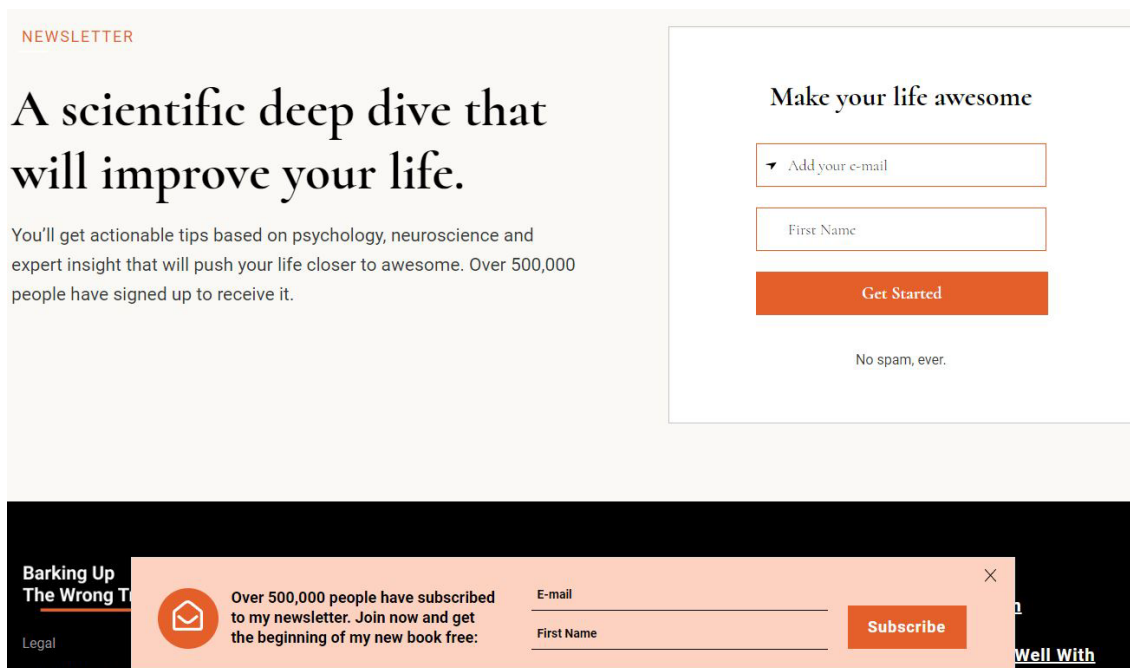 NEWSLETTER
A scientific deep dive that
will improve your life.
You’ll get actionable tips based on psychology, neuroscience and
expert insight that will push your life closer to awesome. Over 500,000
people have signed up to receive it.
Make your life awesome
Add your e-mail
First Name
Get Started
No spam, ever.
Barking Up
The Wrong
Legal
Over 500,000 people have subscribed
to my newsletter. Join now and get
the beginning of my new book free:
E-mail
First Name
Subscribe
Well With